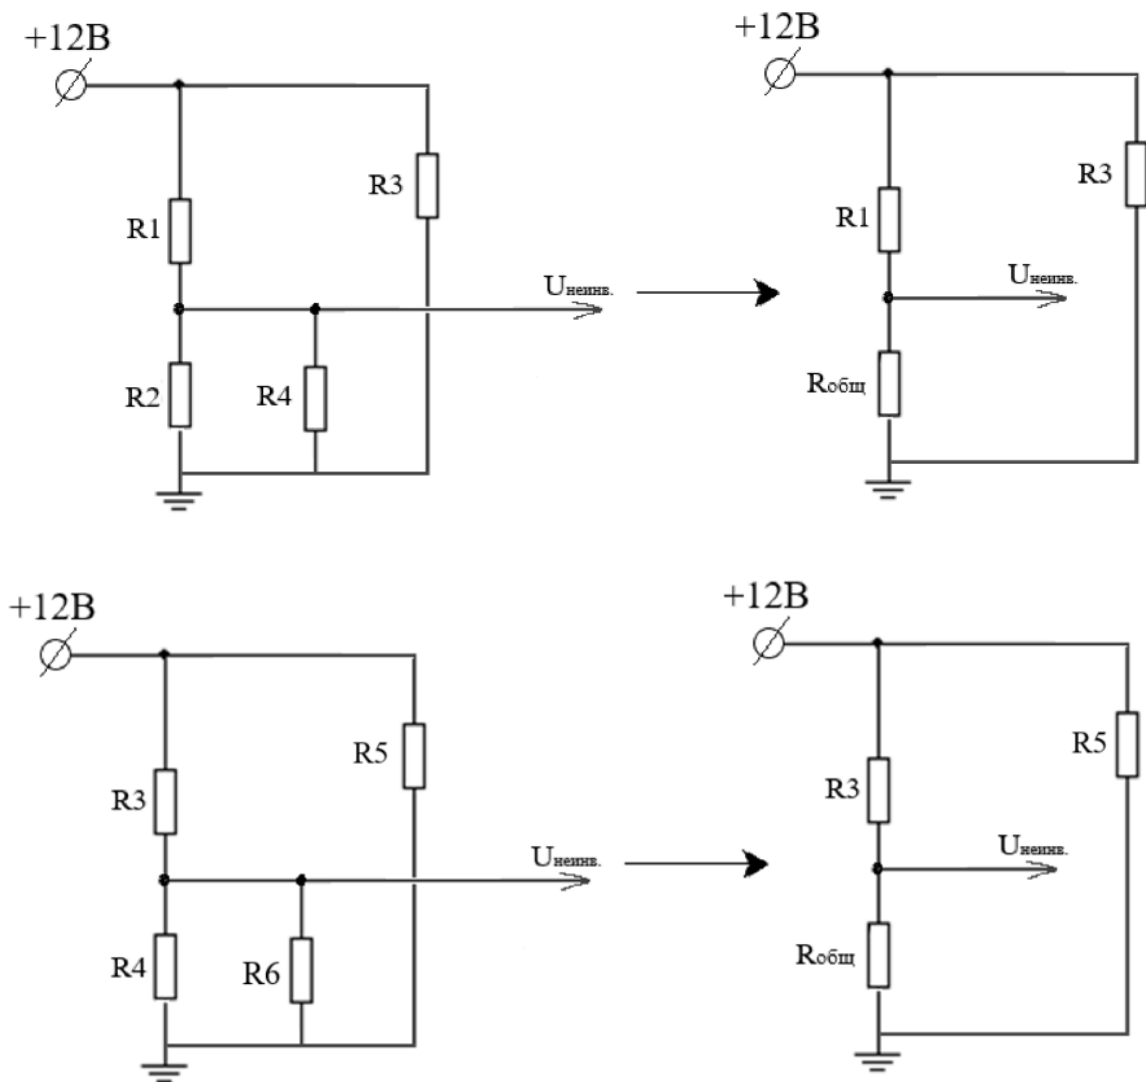 +12В
R3
R1
Uнеинв.
R2
R4
+12В
R3
R1
Uнеинв.
Rобщ
+12В
R5
R3
Uнеинв.
R4
R6
+12В
R5
R3
Uнеинв.
Rобщ